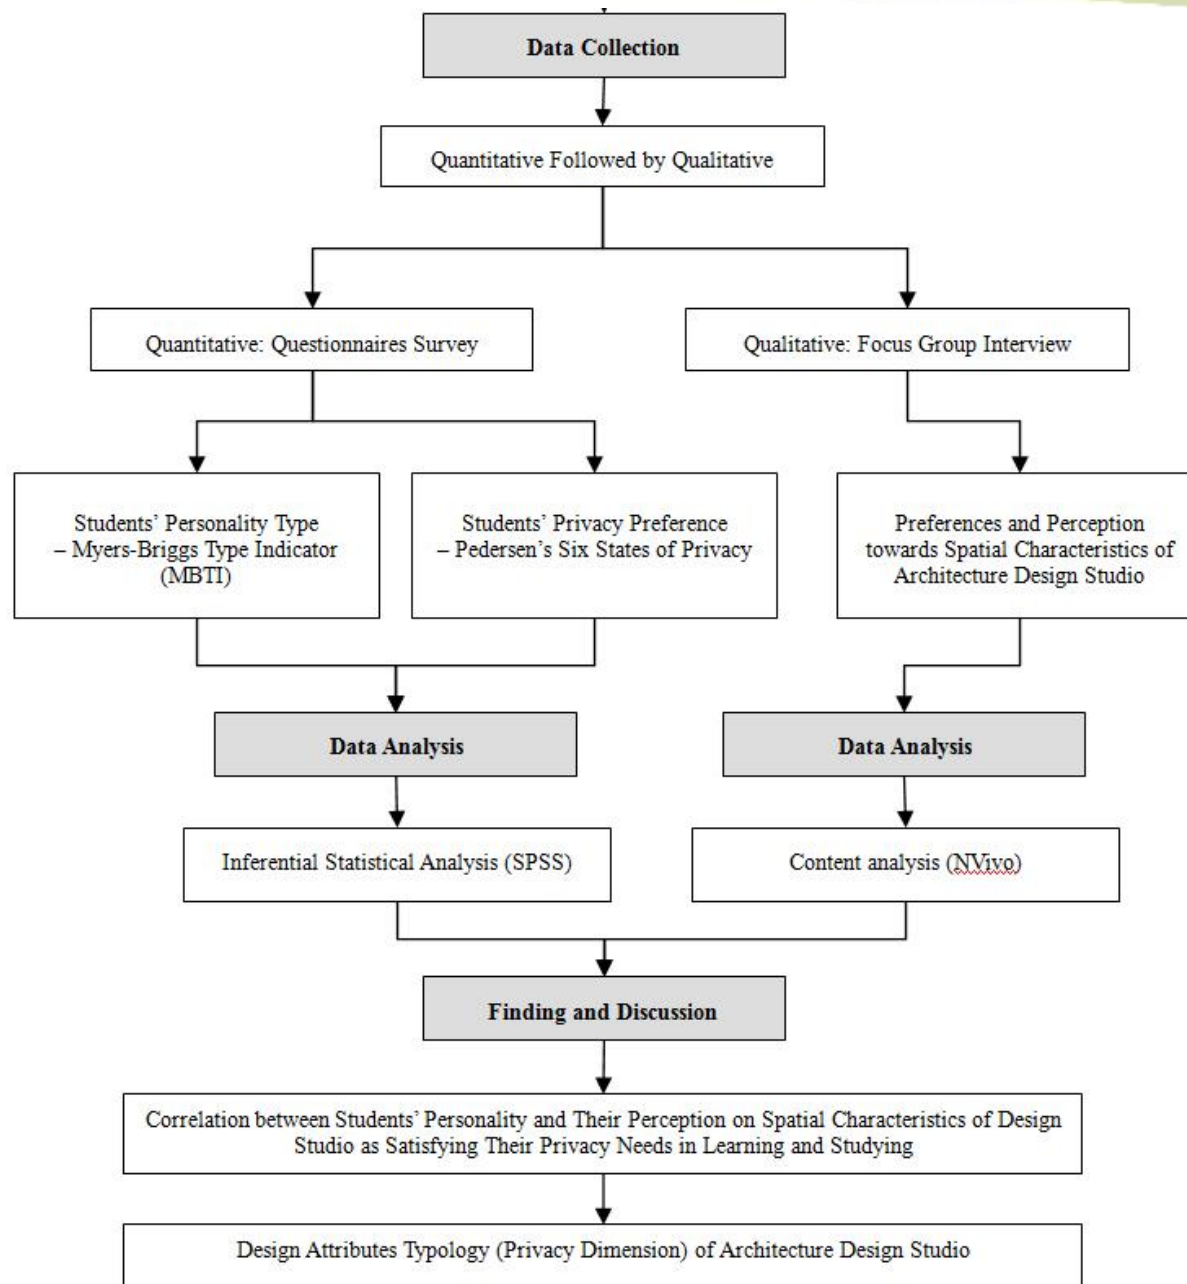 Data Collection
Quantitative Followed by Qualitative
Quantitative: Questionnaires Survey
Qualitative: Focus Group Interview
Students’ Personality Type
– Myers-Briggs Type Indicator
(MBTI)
Students’ Privacy Preference
– Pedersen’s Six States of Privacy
Preferences and Perception
towards Spatial Characteristics of
Architecture Design Studio
Data Analysis
Data Analysis
Inferential Statistical Analysis (SPSS)
Content analysis (NVivo)
Finding and Discussion
Correlation between Students’ Personality and Their Perception on Spatial Characteristics of Design
Studio as Satisfying Their Privacy Needs in Learning and Studying
Design Attributes Typology (Privacy Dimension) of Architecture Design Studio